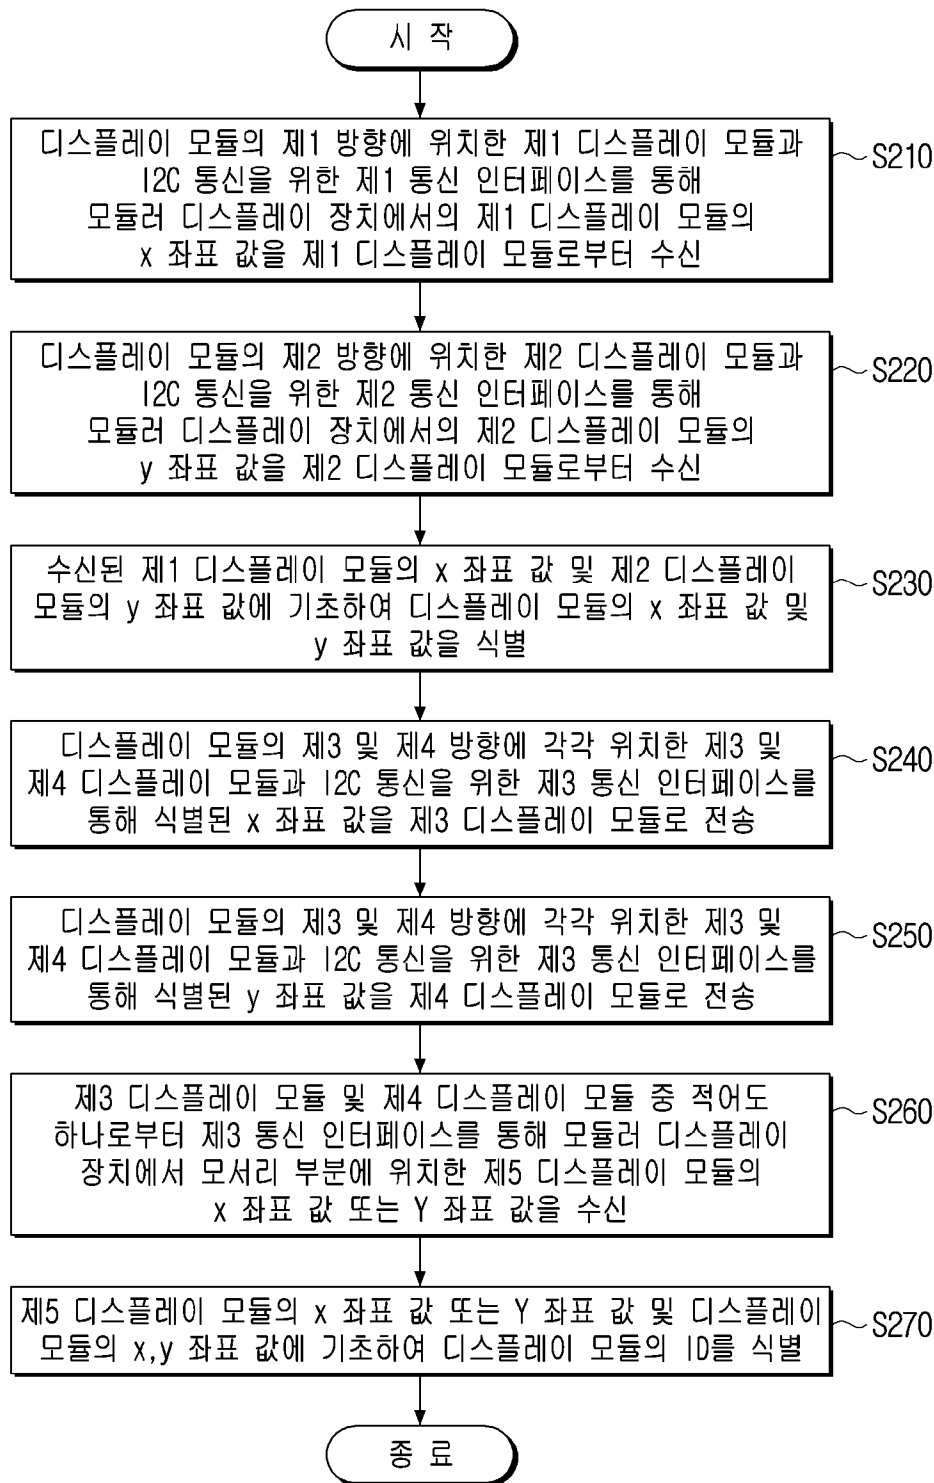 시 작
디스플레이 모듈의 제1 방향에 위치한 제1 디스플레이 모듈과
I2C 통신을 위한 제1 통신 인터페이스를 통해
모듈러 디스플레이 장치에서의 제1 디스플레이 모듈의
x 좌표 값을 제1 디스플레이 모듈로부터 수신
S210
디스플레이 모듈의 제2 방향에 위치한 제2 디스플레이 모듈과
I2C 통신을 위한 제2 통신 인터페이스를 통해
모듈러 디스플레이 장치에서의 제2 디스플레이 모듈의
y 좌표 값을 제2 디스플레이 모듈로부터 수신
S220
수신된 제1 디스플레이 모듈의 x 좌표 값 및 제2 디스플레이
모듈의 y 좌표 값에 기초하여 디스플레이 모듈의 x 좌표 값 및
y 좌표 값을 식별
S230
디스플레이 모듈의 제3 및 제4 방향에 각각 위치한 제3 및
제4 디스플레이 모듈과 I2C 통신을 위한 제3 통신 인터페이스를
통해 식별된 x 좌표 값을 제3 디스플레이 모듈로 전송
S240
디스플레이 모듈의 제3 및 제4 방향에 각각 위치한 제3 및
제4 디스플레이 모듈과 I2C 통신을 위한 제3 통신 인터페이스를
통해 식별된 y 좌표 값을 제4 디스플레이 모듈로 전송
S250
제3 디스플레이 모듈 및 제4 디스플레이 모듈 중 적어도
하나로부터 제3 통신 인터페이스를 통해 모듈러 디스플레이
장치에서 모서리 부분에 위치한 제5 디스플레이 모듈의
x 좌표 값 또는 Y 좌표 값을 수신
S260
제5 디스플레이 모듈의 x 좌표 값 또는 Y 좌표 값 및 디스플레이
모듈의 x,y 좌표 값에 기초하여 디스플레이 모듈의 ID를 식별
S270
종 료